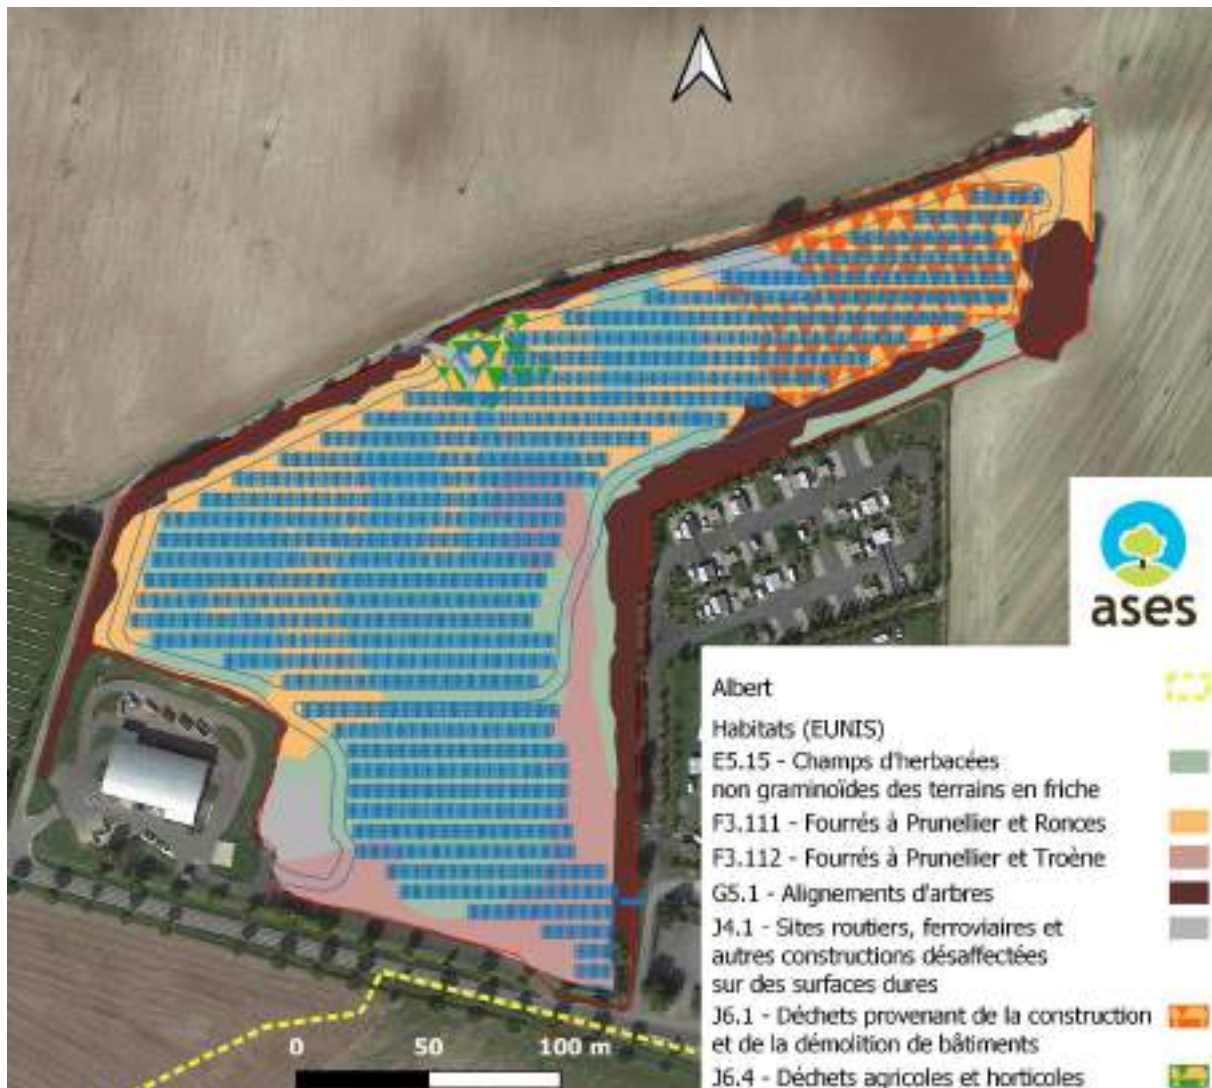 ases
Albert
Habitats (EUNIS)
E5.15 - Champs d'herbacées
non graminoïdes des terrains en friche
F3.111 - Fourrés à Prunellier et Ronces
F3.112 - Fourrés à Prunellier et Troène
G5.1 - Alignements d'arbres
J4.1 - Sites routiers, ferroviaires et
autres constructions désaffectées
sur des surfaces dures
J6.1 - Déchets provenant de la construction
et de la démolition de bâtiments
J6.4 - Déchets agricoles et horticoles
0 50 100 m